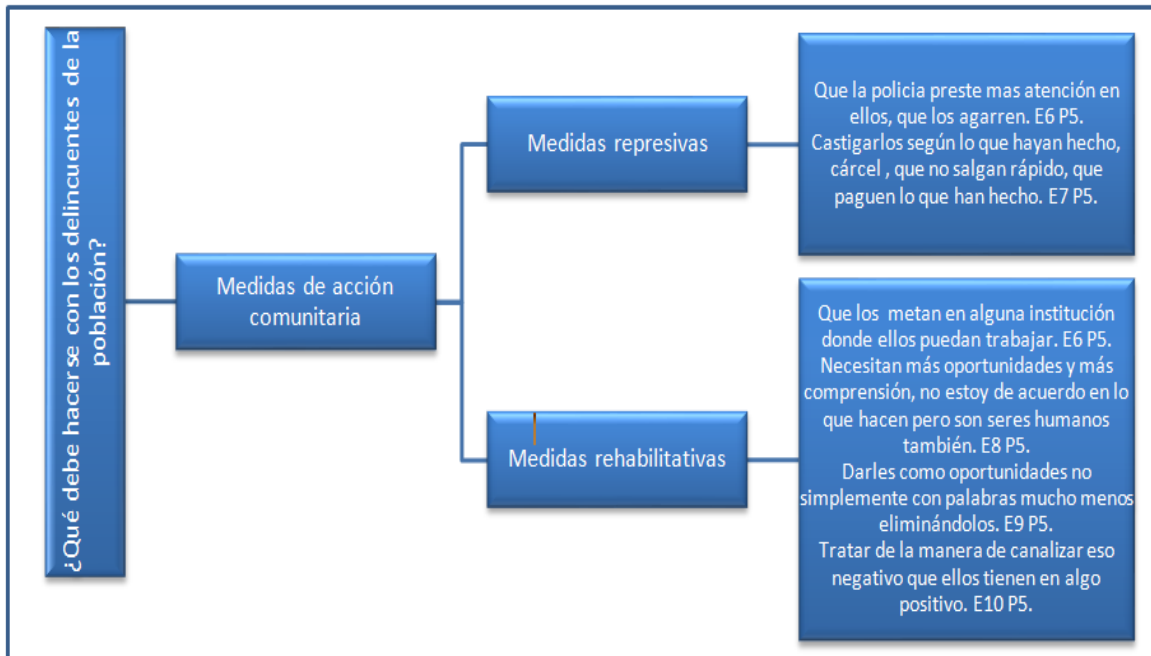 ¿Qué debe hacerse con los delincuentes de la
población?
Medidas de acción
comunitaria
Medidas represivas
Que la policia preste mas atención en
ellos, que los agarren. E6 P5.
Castigarlos según lo que hayan hecho,
cárcel , que no salgan rápido, que
paguen lo que han hecho. E7 P5.
Medidas rehabilitativas
Que los  metan en alguna institución
donde ellos puedan trabajar. E6 P5.
Necesitan más oportunidades y más
comprensión, no estoy de acuerdo en lo
que hacen pero son seres humanos
también. E8 P5.
Darles como oportunidades no
simplemente con palabras mucho menos
eliminándolos. E9 P5.
Tratar de la manera de canalizar eso
negativo que ellos tienen en algo
positivo. E10 P5.